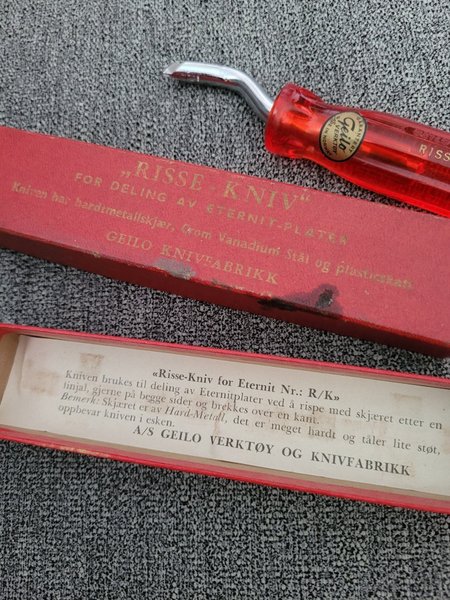 Geilo
RISS
„RISSE-KNIV"
FOR DELING AV ETERNIT-PLATER
Kniven har hardtmetallskjær, Crom Vanadium Stål og plasticskaft
GEILO KNIVFABRIKK
«Risse-Kniv for Eternit Nr.: R/K»
Kniven brukes til deling av Eternitplater ved å rispe med skjæret etter en
linjal, gjerne på begge sider og brekkes over en kant.
Bemerk: Skjæret er av Hard-Metall, det er meget hardt og tåler lite støt,
oppbevar kniven i esken.
A/S GEILO VERKTØY OG KNIVFABRIKK